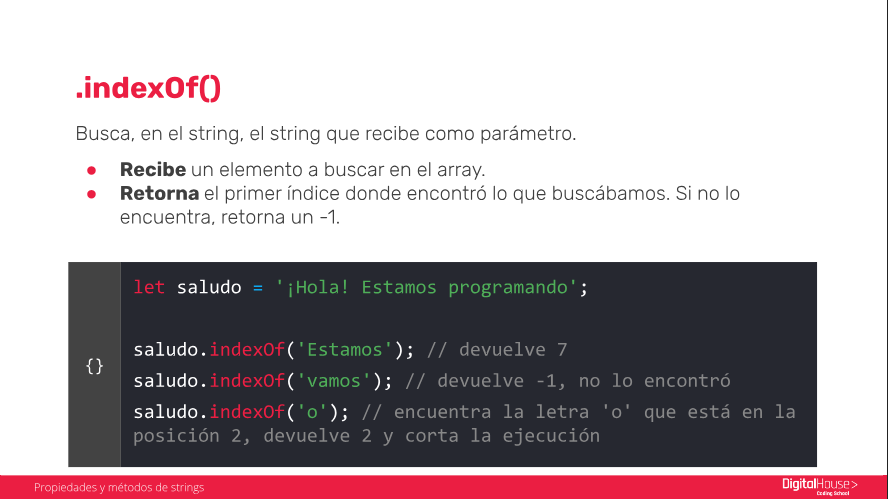 .indexOf()
Busca, en el string, el string que recibe como parámetro.
● Recibe un elemento a buscar en el array.
● Retorna el primer índice donde encontró lo que buscábamos. Si no lo
encuentra, retorna un -1.
let saludo = '¡Hola! Estamos programando';
saludo.indexOf('Estamos'); // devuelve 7
{}
saludo.indexOf('vamos'); // devuelve -1, no lo encontró
saludo.indexOf('o'); // encuentra la letra 'o' que está en la
posición 2, devuelve 2 y corta la ejecución
Propiedades y métodos de strings
DigitalHouse>
Coding School